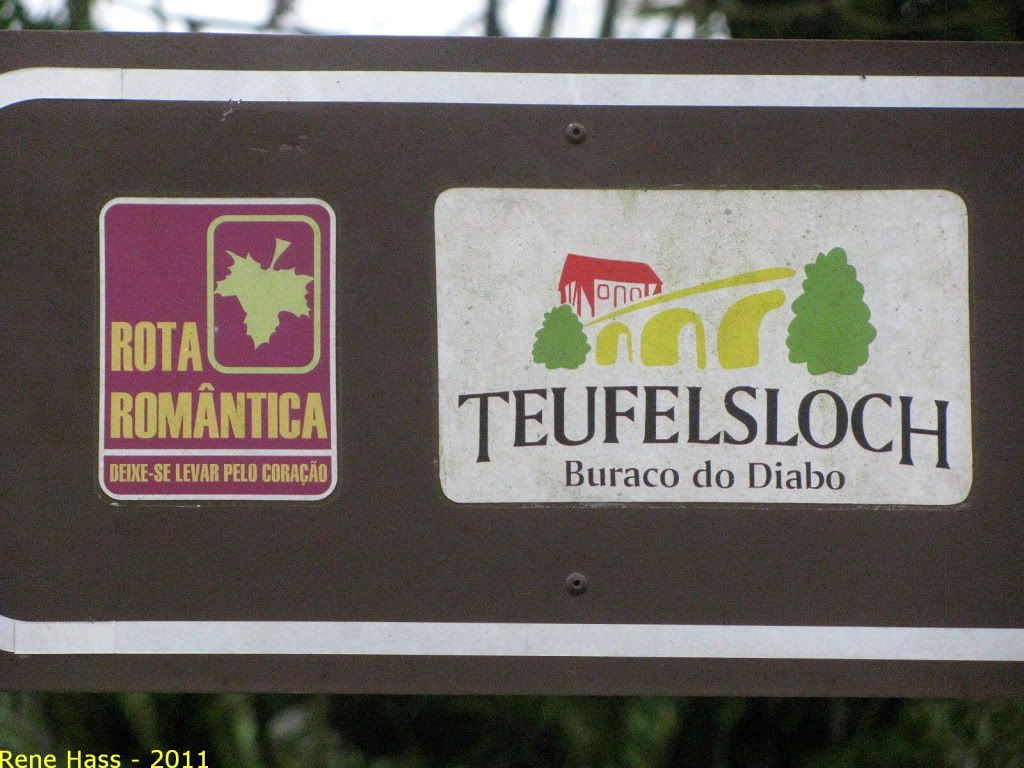 ROTA
ROMÂNTICA
DEIXE-SE LEVAR PELO CORAÇÃO
TEUFELSLOCH
Buraco do Diabo
Rene Hass - 2011